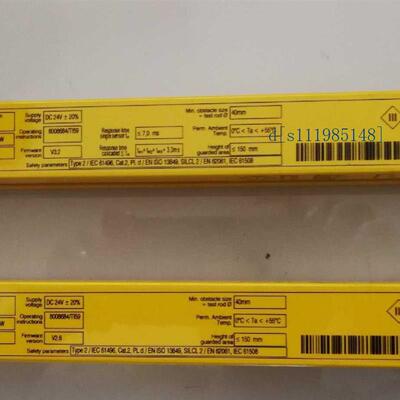 d[s111985148]
Supply voltage DC 24V ± 20%
Min. obstacle size = test rod Ø 40mm
Operating instructions 8008684/TI59
Response time single sensor t ≤ 7,0 ms
Perm. Ambient Temp. 0°C < Ta < +55°C
W Firmware version V3.2
Response time cascaded
Height of guarded area ≤ 150 mm
Safety parameters Type 2 / IEC 61496, Cat.2, PL d / EN ISO 13849, SILCL 2 / EN 62061, IEC 61508
III
Supply voltage DC 24V ± 20%
Min. obstacle size = test rod Ø 40mm
Operating instructions 8008684/TI59
Perm. Ambient Temp. 0°C < Ta < +55°C
W Firmware version V2.8
Height of guarded area ≤ 150 mm
Safety parameters Type 2 / IEC 61496, Cat.2, PL d / EN ISO 13849, SILCL 2 / EN 62061, IEC 61508